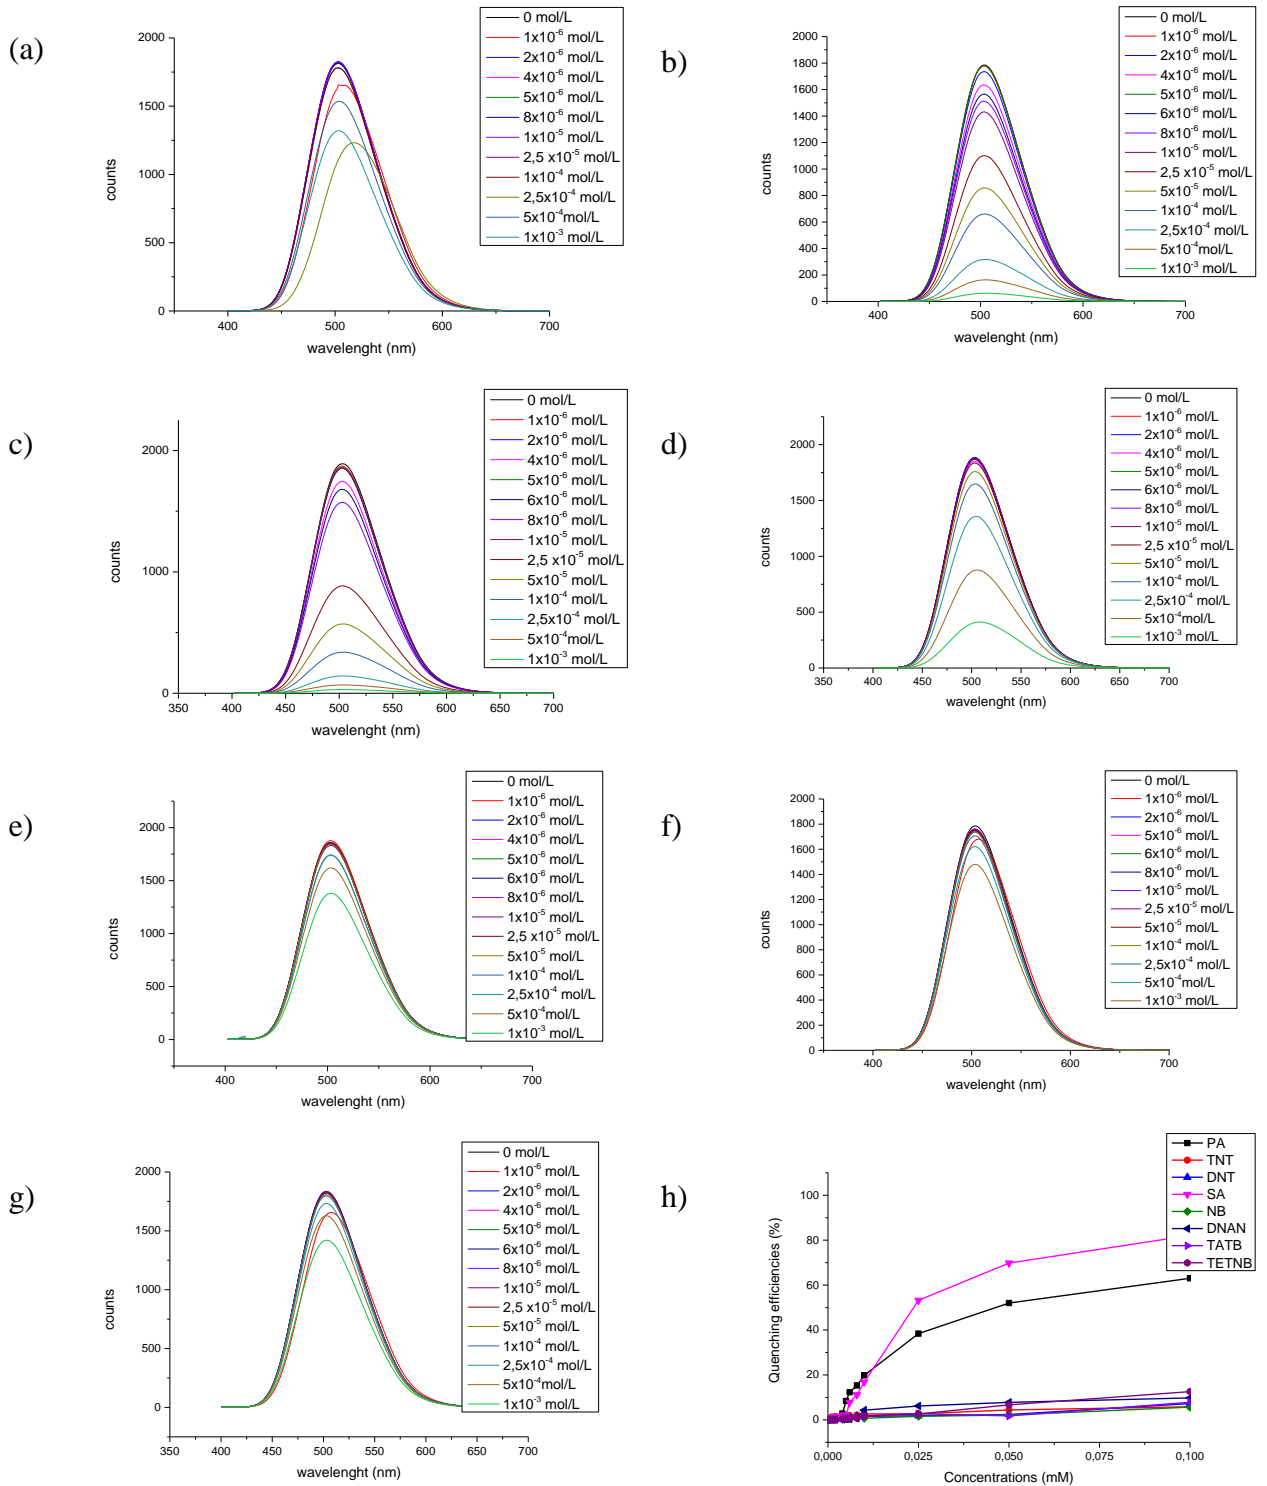 (a)
2000
1500
1000
500
0
400
500
600
700
counts
wavelenght (nm)
0 mol/L
1x10⁻⁶ mol/L
2x10⁻⁶ mol/L
4x10⁻⁶ mol/L
5x10⁻⁶ mol/L
8x10⁻⁶ mol/L
1x10⁻⁵ mol/L
2,5 x10⁻⁵ mol/L
1x10⁻⁴ mol/L
2,5x10⁻⁴ mol/L
5x10⁻⁴mol/L
1x10⁻³ mol/L
b)
2000
1800
1600
1400
1200
1000
800
600
400
200
0
400
500
600
700
counts
wavelenght (nm)
0 mol/L
1x10⁻⁶ mol/L
2x10⁻⁶ mol/L
4x10⁻⁶ mol/L
5x10⁻⁶ mol/L
6x10⁻⁶ mol/L
8x10⁻⁶ mol/L
1x10⁻⁵ mol/L
2,5 x10⁻⁵ mol/L
5x10⁻⁵ mol/L
1x10⁻⁴ mol/L
2,5x10⁻⁴ mol/L
5x10⁻⁴mol/L
1x10⁻³ mol/L
c)
2000
1000
0
350
400
450
500
550
600
650
700
counts
wavelenght (nm)
0 mol/L
1x10⁻⁶ mol/L
2x10⁻⁶ mol/L
4x10⁻⁶ mol/L
5x10⁻⁶ mol/L
6x10⁻⁶ mol/L
8x10⁻⁶ mol/L
1x10⁻⁵ mol/L
2,5 x10⁻⁵ mol/L
5x10⁻⁵ mol/L
1x10⁻⁴ mol/L
2,5x10⁻⁴ mol/L
5x10⁻⁴mol/L
1x10⁻³ mol/L
d)
2000
1500
1000
500
0
350
400
450
500
550
600
650
700
counts
wavelenght (nm)
0 mol/L
1x10⁻⁶ mol/L
2x10⁻⁶ mol/L
4x10⁻⁶ mol/L
5x10⁻⁶ mol/L
6x10⁻⁶ mol/L
8x10⁻⁶ mol/L
1x10⁻⁵ mol/L
2,5 x10⁻⁵ mol/L
5x10⁻⁵ mol/L
1x10⁻⁴ mol/L
2,5x10⁻⁴ mol/L
5x10⁻⁴mol/L
1x10⁻³ mol/L
e)
2000
1500
1000
500
0
400
500
600
700
counts
wavelenght (nm)
0 mol/L
1x10⁻⁶ mol/L
2x10⁻⁶ mol/L
4x10⁻⁶ mol/L
5x10⁻⁶ mol/L
6x10⁻⁶ mol/L
8x10⁻⁶ mol/L
1x10⁻⁵ mol/L
2,5 x10⁻⁵ mol/L
5x10⁻⁵ mol/L
1x10⁻⁴ mol/L
2,5x10⁻⁴ mol/L
5x10⁻⁴mol/L
1x10⁻³ mol/L
f)
2000
1800
1600
1400
1200
1000
800
600
400
200
0
350
400
450
500
550
600
650
700
counts
wavelenght (nm)
0 mol/L
1x10⁻⁶ mol/L
2x10⁻⁶ mol/L
5x10⁻⁶ mol/L
6x10⁻⁶ mol/L
8x10⁻⁶ mol/L
1x10⁻⁵ mol/L
2,5 x10⁻⁵ mol/L
5x10⁻⁵ mol/L
1x10⁻⁴ mol/L
2,5x10⁻⁴ mol/L
5x10⁻⁴mol/L
1x10⁻³ mol/L
g)
2000
1500
1000
500
0
350
400
450
500
550
600
650
700
counts
wavelenght (nm)
0 mol/L
1x10⁻⁶ mol/L
2x10⁻⁶ mol/L
4x10⁻⁶ mol/L
5x10⁻⁶ mol/L
6x10⁻⁶ mol/L
8x10⁻⁶ mol/L
1x10⁻⁵ mol/L
2,5 x10⁻⁵ mol/L
5x10⁻⁵ mol/L
1x10⁻⁴ mol/L
2,5x10⁻⁴ mol/L
5x10⁻⁴mol/L
1x10⁻³ mol/L
h)
100
80
60
40
20
0
0,000
0,025
0,050
0,075
0,100
Quenching efficiencies (%)
Concentrations (mM)
PA
TNT
DNT
SA
NB
DNAN
TATB
TETNB